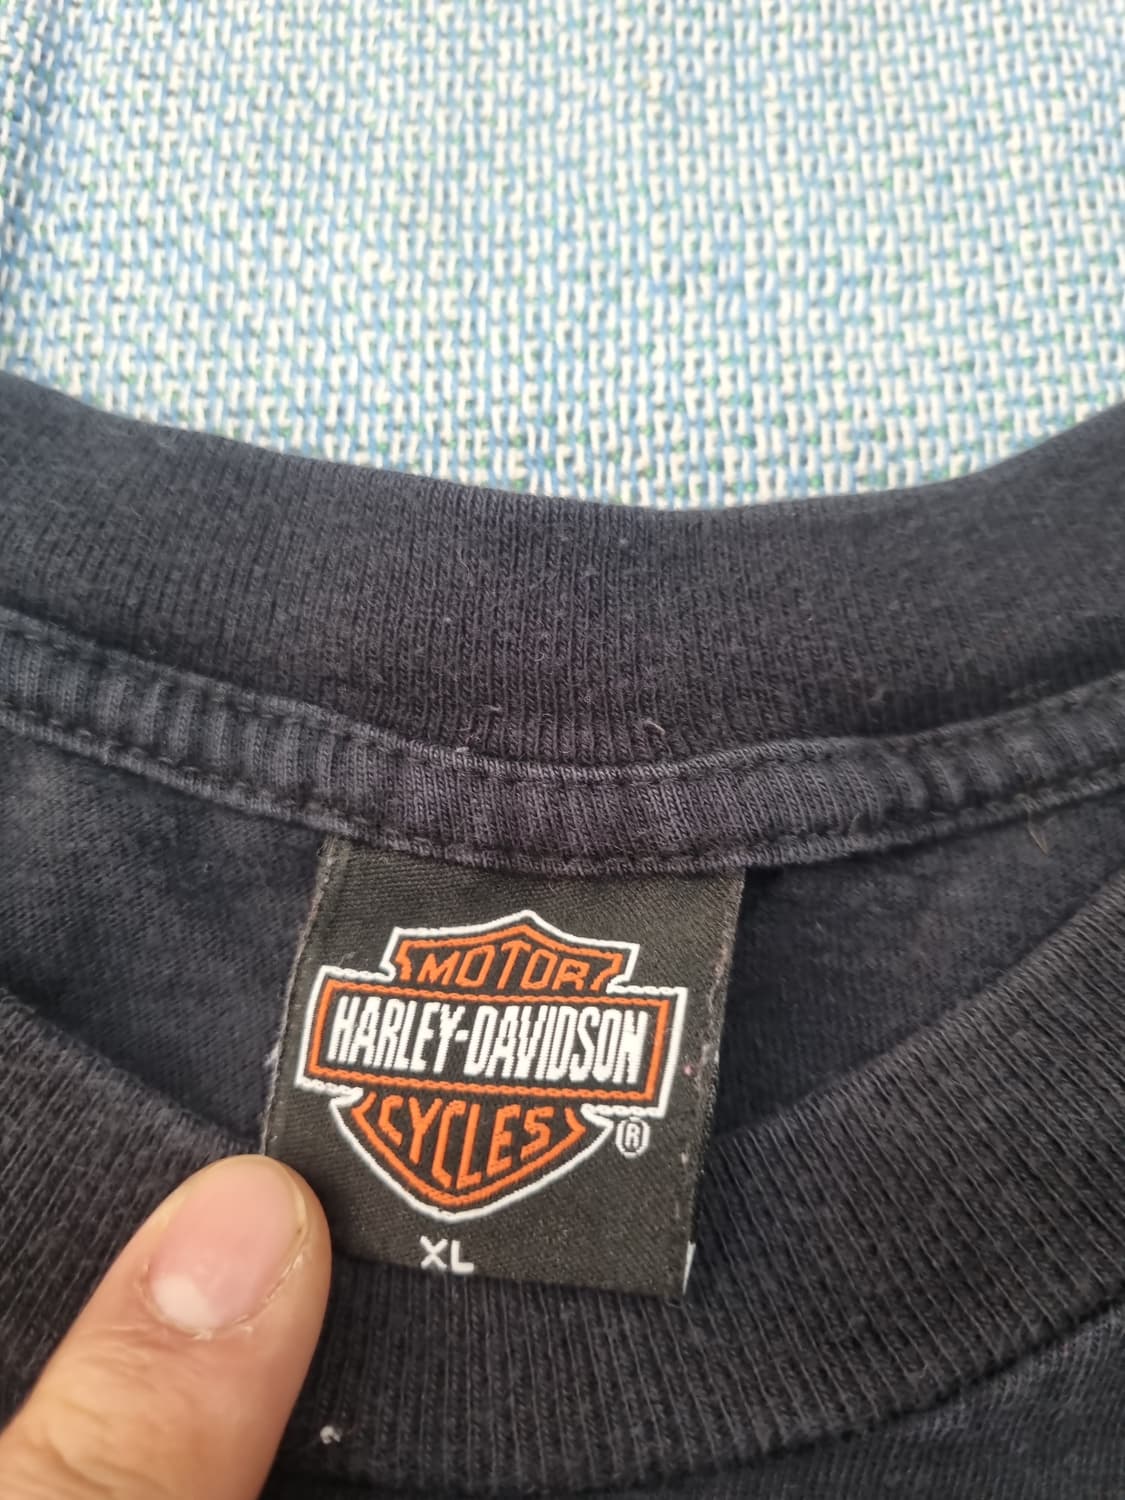 MOTOR
HARLEY-DAVIDSON
CYCLES
®
XL